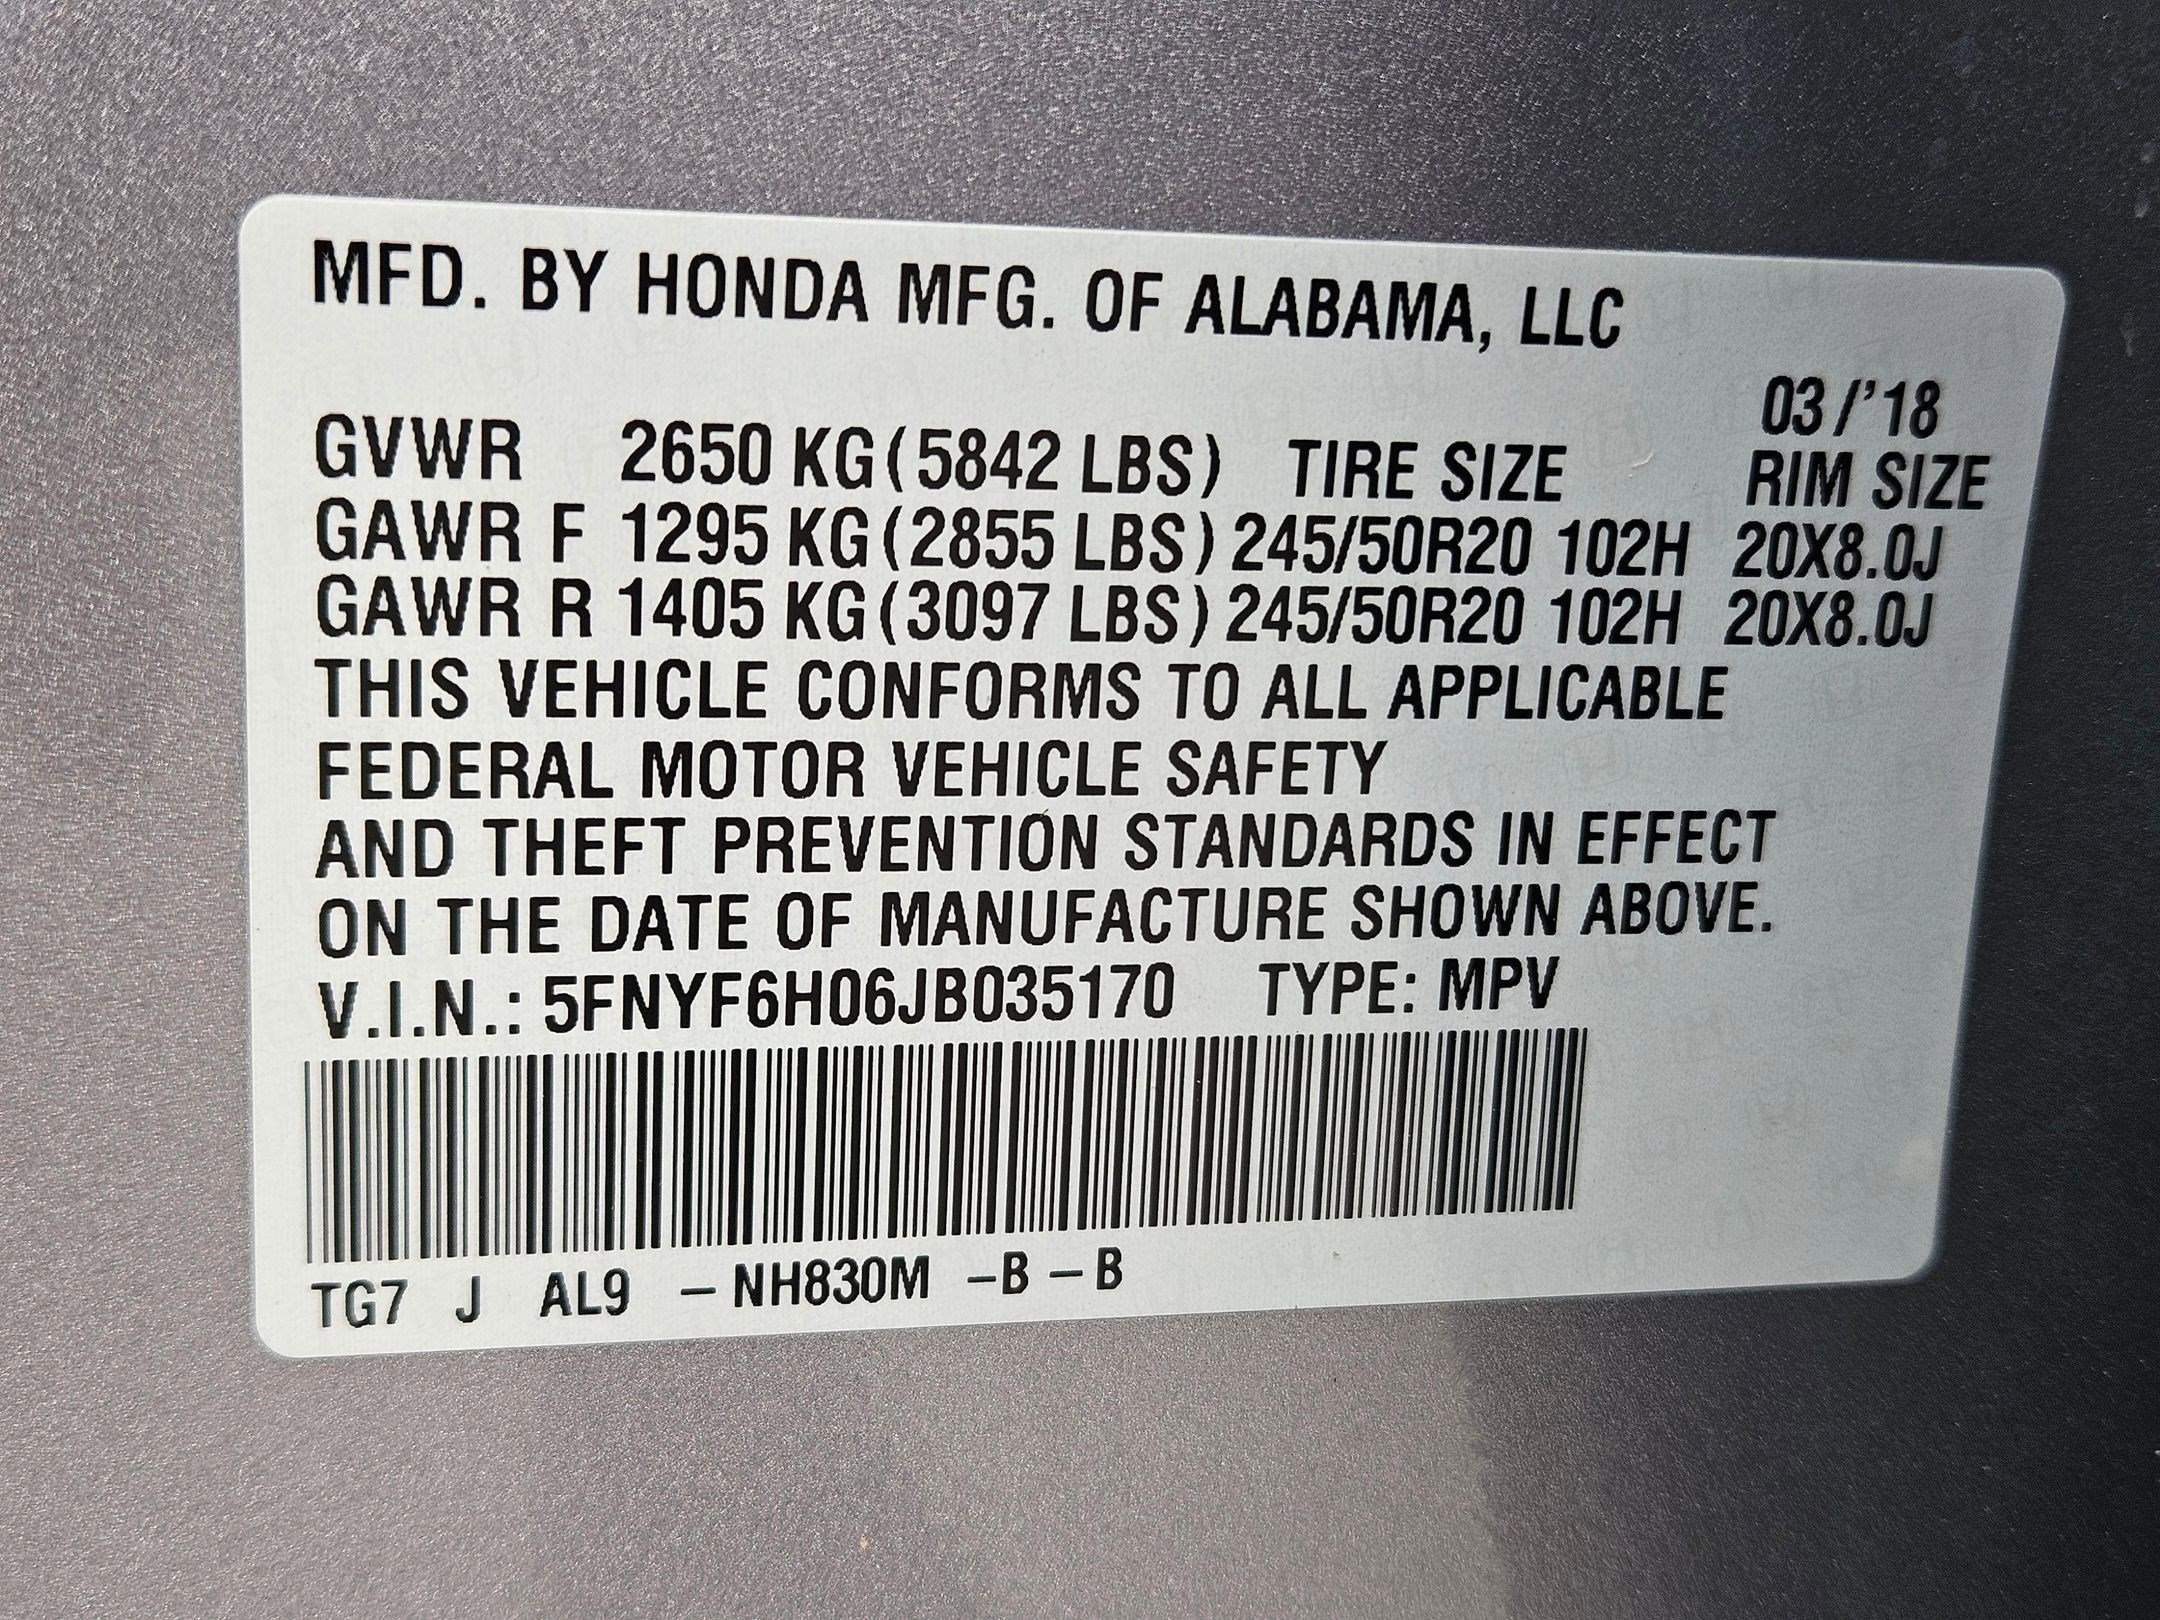 MFD. BY HONDA MFG. OF ALABAMA, LLC
03/'18
GVWR 2650 KG (5842 LBS) TIRE SIZE RIM SIZE
GAWR F 1295 KG (2855 LBS) 245/50R20 102H 20X8.0J
GAWR R 1405 KG (3097 LBS) 245/50R20 102H 20X8.0J
THIS VEHICLE CONFORMS TO ALL APPLICABLE
FEDERAL MOTOR VEHICLE SAFETY
AND THEFT PREVENTION STANDARDS IN EFFECT
ON THE DATE OF MANUFACTURE SHOWN ABOVE.
V.I.N.: 5FNYF6H06JB035170 TYPE: MPV
TG7 J AL9 – NH830M –B – B